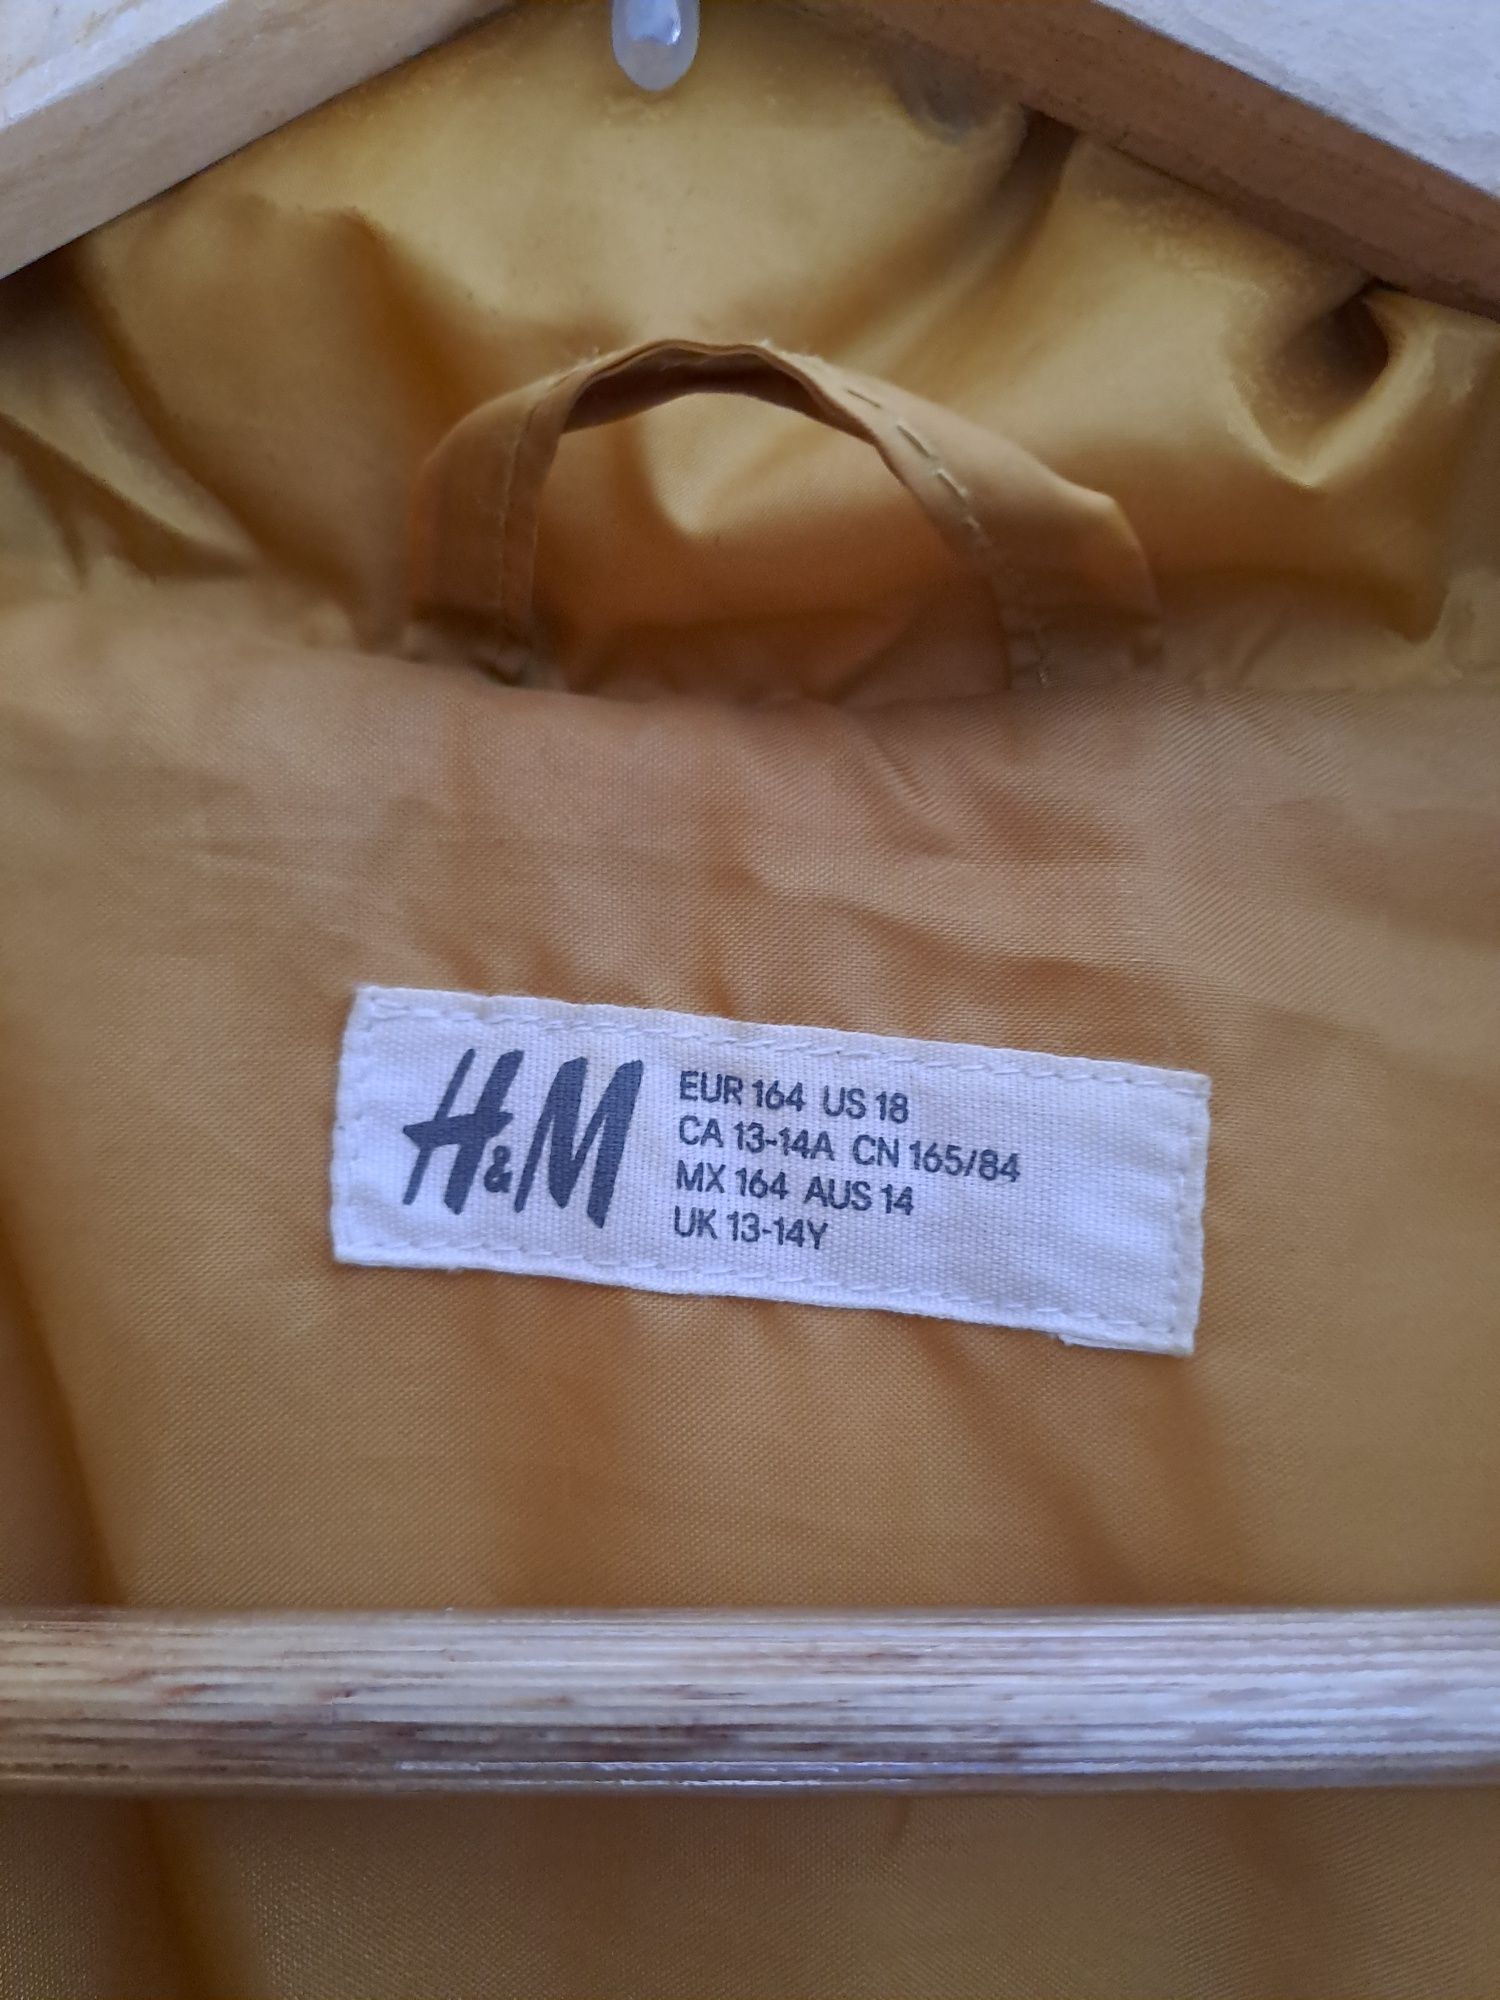 H&M
EUR 164 US 18
CA 13-14A CN 165/84
MX 164 AUS 14
UK 13-14Y